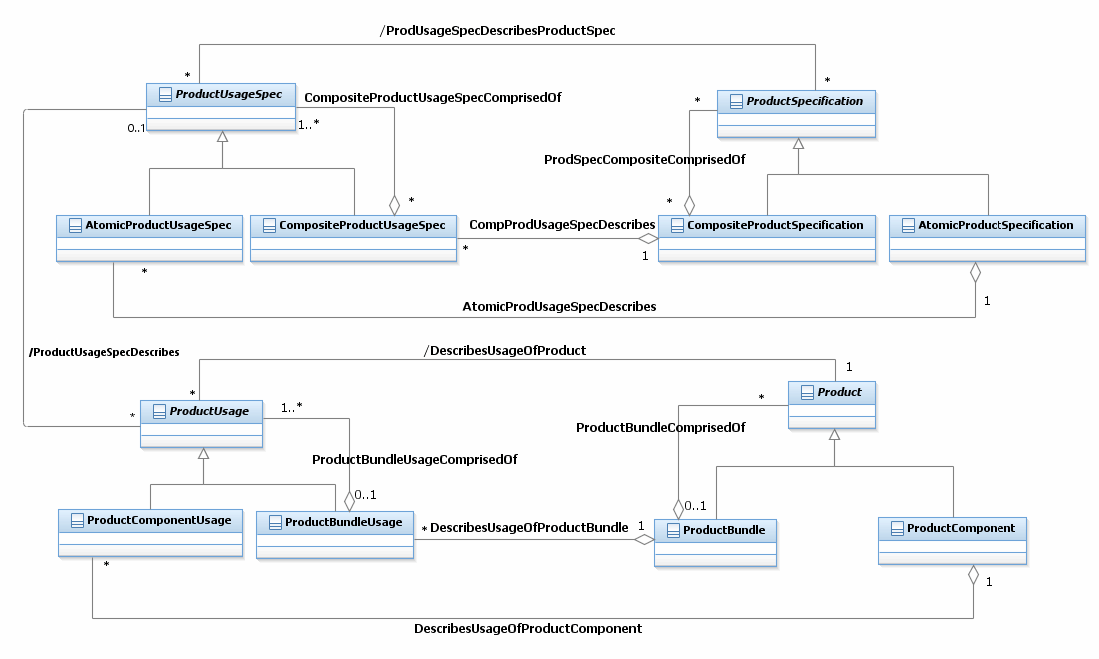 /ProdUsageSpecDescribesProductSpec
*
*
ProductUsageSpec
CompositeProductUsageSpecComprisedOf
*
ProductSpecification
0..1
1..*
ProdSpecCompositeComprisedOf
*
*
AtomicProductUsageSpec
CompositeProductUsageSpec
CompProdUsageSpecDescribes
CompositeProductSpecification
AtomicProductSpecification
*
1
*
1
AtomicProdUsageSpecDescribes
/ProductUsageSpecDescribes
/DescribesUsageOfProduct
1
*
*
Product
*
ProductUsage
1..*
ProductBundleComprisedOf
ProductBundleUsageComprisedOf
0..1
0..1
ProductComponentUsage
ProductBundleUsage
*
DescribesUsageOfProductBundle
1
ProductBundle
ProductComponent
*
1
DescribesUsageOfProductComponent